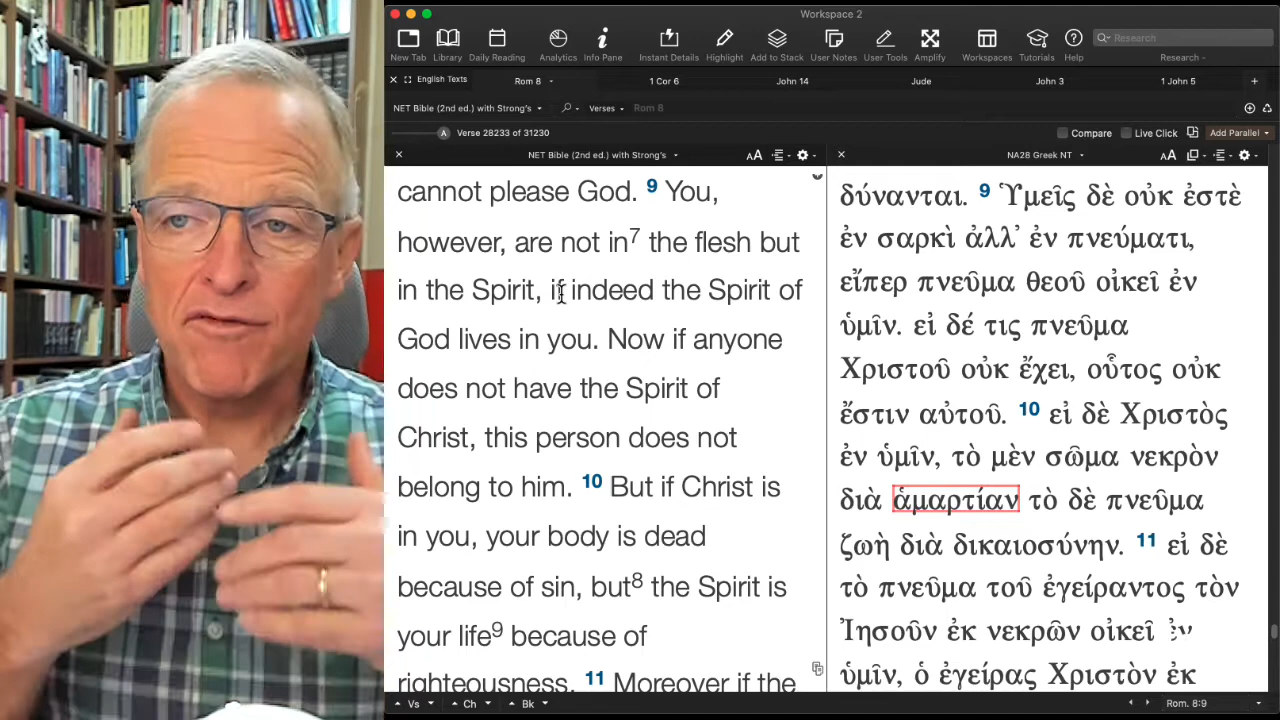 Workspace 2
New Tab Library Daily Reading Analytics Info Pane Instant Details Highlight Add to Stack User Notes User Tools Amplify Workspaces Tutorials Help Research
Research
English Texts Rom 8 1 Cor 6 John 14 Jude John 3 1 John 5
NET Bible (2nd ed.) with Strong's Verses Rom 8
A Verse 28233 of 31230 Compare Live Click Add Parallel
NET Bible (2nd ed.) with Strong's AA
cannot please God. 9 You,
however, are not in7 the flesh but
in the Spirit, if indeed the Spirit of
God lives in you. Now if anyone
does not have the Spirit of
Christ, this person does not
belong to him. 10 But if Christ is
in you, your body is dead
because of sin, but8 the Spirit is
your life9 because of
righteousness. 11 Moreover if the
NA28 Greek NT AA
δύνανται. 9 Ὑμεῖς δὲ οὐκ ἐστὲ
ἐν σαρκὶ ἀλλ’ ἐν πνεύματι,
εἴπερ πνεῦμα θεοῦ οἰκεῖ ἐν
ὑμῖν. εἰ δέ τις πνεῦμα
Χριστοῦ οὐκ ἔχει, οὗτος οὐκ
ἔστιν αὐτοῦ. 10 εἰ δὲ Χριστὸς
ἐν ὑμῖν, τὸ μὲν σῶμα νεκρὸν
διὰ ἁμαρτίαν τὸ δὲ πνεῦμα
ζωὴ διὰ δικαιοσύνην. 11 εἰ δὲ
τὸ πνεῦμα τοῦ ἐγείραντος τὸν
Ἰησοῦν ἐκ νεκρῶν οἰκεῖ ἐν
ὑμῖν, ὁ ἐγείρας Χριστὸν ἐκ
Vs Ch Bk Rom. 8:9